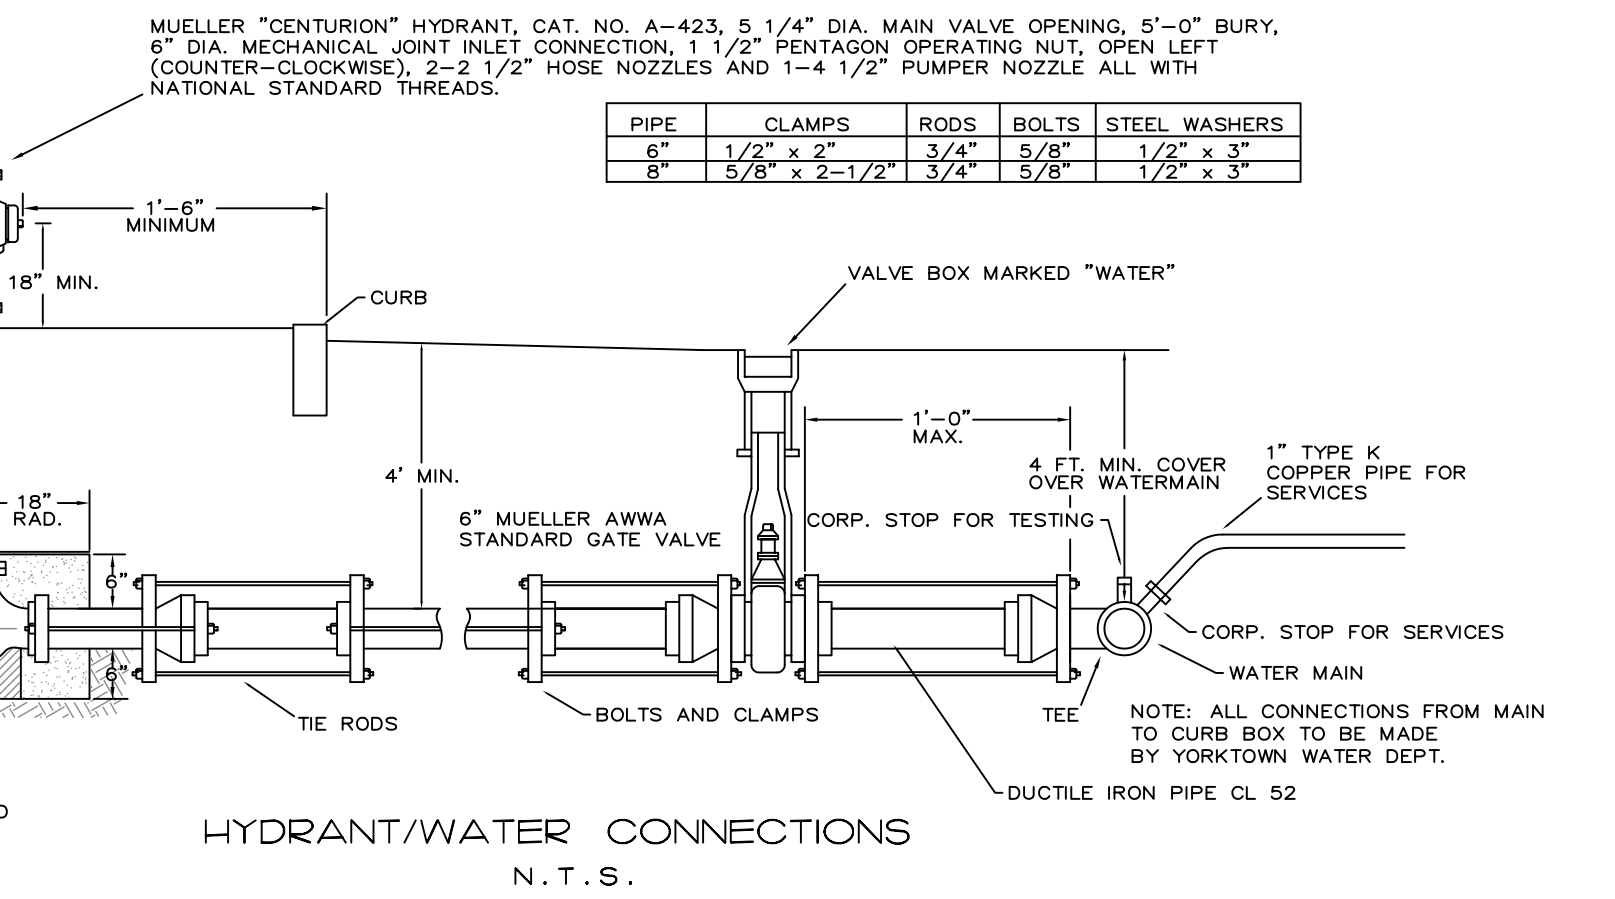 MUELLER "CENTURION" HYDRANT, CAT. NO. A-423, 5 1/4" DIA. MAIN VALVE OPENING, 5'-0" BURY,
6" DIA. MECHANICAL JOINT INLET CONNECTION, 1 1/2" PENTAGON OPERATING NUT, OPEN LEFT
(COUNTER-CLOCKWISE), 2-2 1/2" HOSE NOZZLES AND 1-4 1/2" PUMPER NOZZLE ALL WITH
NATIONAL STANDARD THREADS.
PIPE CLAMPS RODS BOLTS STEEL WASHERS
6" 1/2" x 2" 3/4" 5/8" 1/2" x 3"
8" 5/8" x 2-1/2" 3/4" 5/8" 1/2" x 3"
1'-6"
MINIMUM
18" MIN.
CURB
VALVE BOX MARKED "WATER"
1'-0"
MAX.
4' MIN.
4 FT. MIN. COVER
OVER WATERMAIN
1" TYPE K
COPPER PIPE FOR
SERVICES
18"
RAD.
6" MUELLER AWWA
STANDARD GATE VALVE
CORP. STOP FOR TESTING
6"
6"
CORP. STOP FOR SERVICES
WATER MAIN
TIE RODS
BOLTS AND CLAMPS
TEE
NOTE: ALL CONNECTIONS FROM MAIN
TO CURB BOX TO BE MADE
BY YORKTOWN WATER DEPT.
DUCTILE IRON PIPE CL 52
HYDRANT/WATER CONNECTIONS
N.T.S.